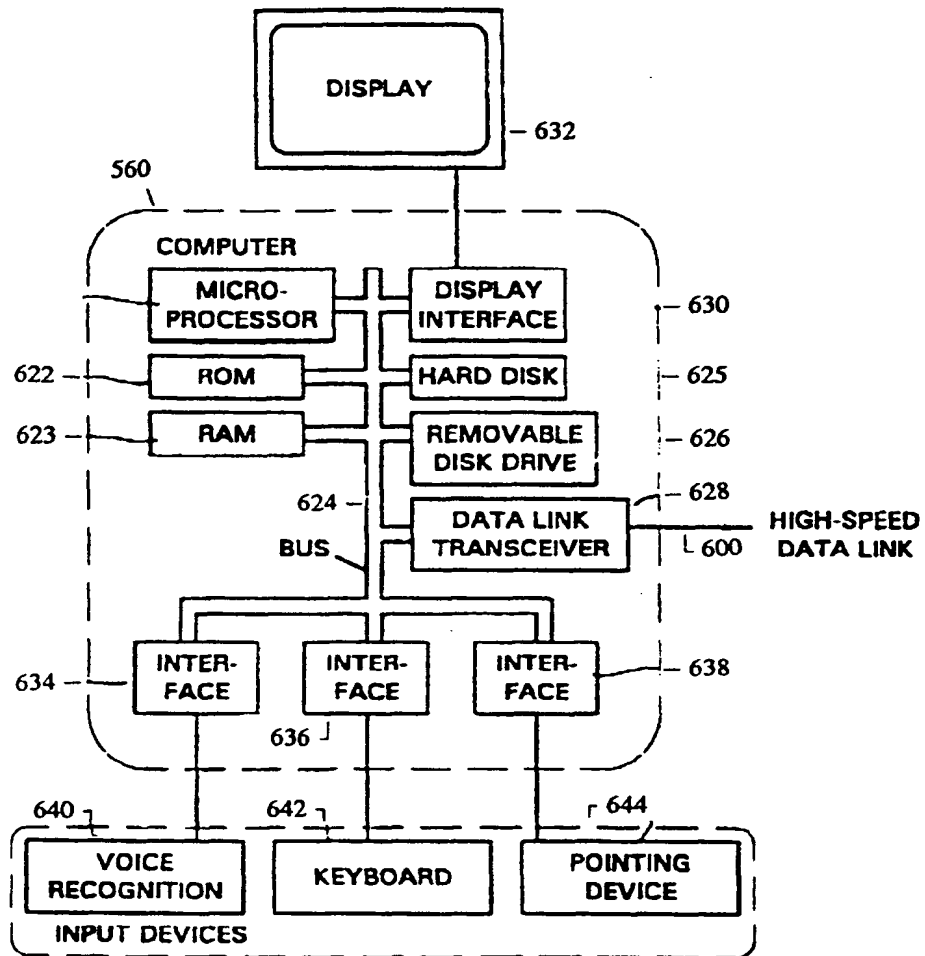 DISPLAY
632
560
COMPUTER
MICRO-
PROCESSOR
DISPLAY
INTERFACE
630
622
ROM
HARD DISK
625
623
RAM
REMOVABLE
DISK DRIVE
626
624
628
DATA LINK
TRANSCEIVER
600
HIGH-SPEED
DATA LINK
BUS
634
INTER-
FACE
636
INTER-
FACE
INTER-
FACE
638
640
642
644
VOICE
RECOGNITION
KEYBOARD
POINTING
DEVICE
INPUT DEVICES